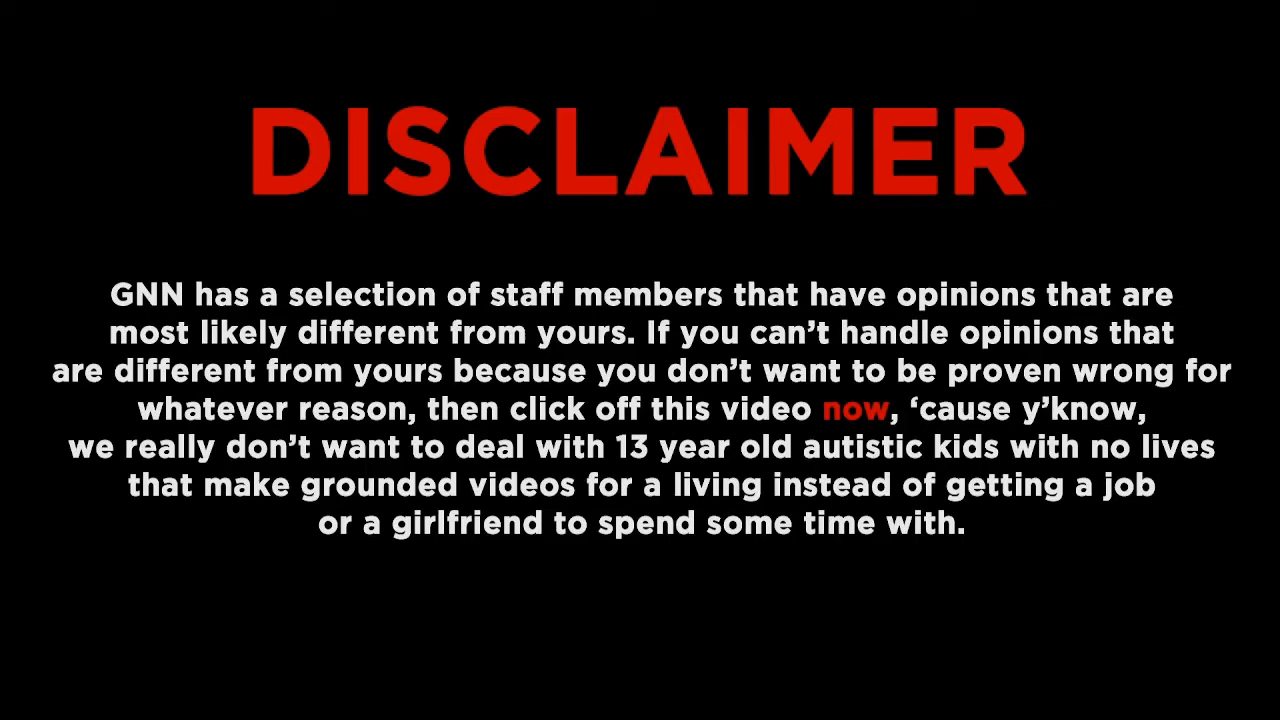 DISCLAIMER
GNN has a selection of staff members that have opinions that are
most likely different from yours. If you can’t handle opinions that
are different from yours because you don’t want to be proven wrong for
whatever reason, then click off this video now, ‘cause y’know,
we really don’t want to deal with 13 year old autistic kids with no lives
that make grounded videos for a living instead of getting a job
or a girlfriend to spend some time with.